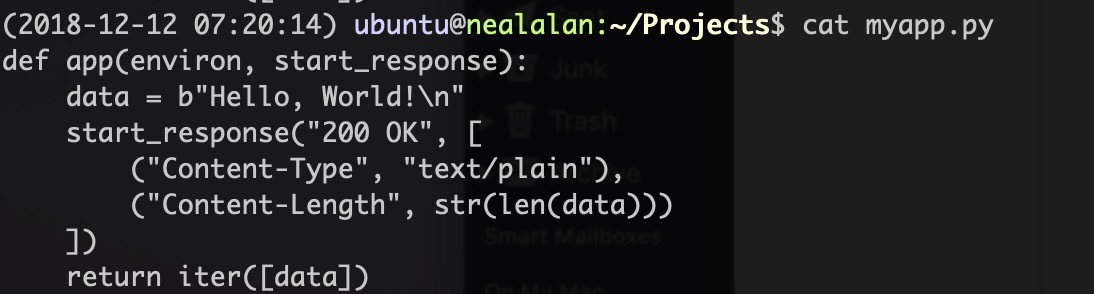 (2018-12-12 07:20:14) ubuntu@nealalan:~/Projects$ cat myapp.py
def app(environ, start_response):
Junk
    data = b"Hello, World!\n"
    start_response("200 OK", [
Trash
        ("Content-Type", "text/plain"),
        ("Content-Length", str(len(data)))
    ])
Smart Mailboxes
    return iter([data])
On My Mac